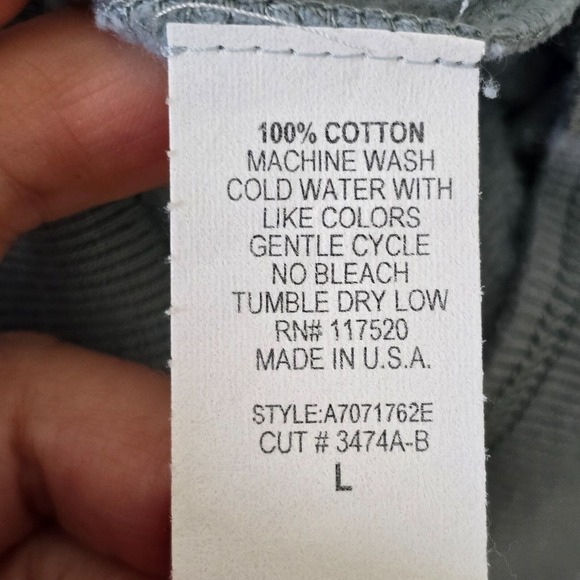 100% COTTON
MACHINE WASH
COLD WATER WITH
LIKE COLORS
GENTLE CYCLE
NO BLEACH
TUMBLE DRY LOW
RN# 117520
MADE IN U.S.A.
STYLE:A7071762E
CUT # 3474A-B
L